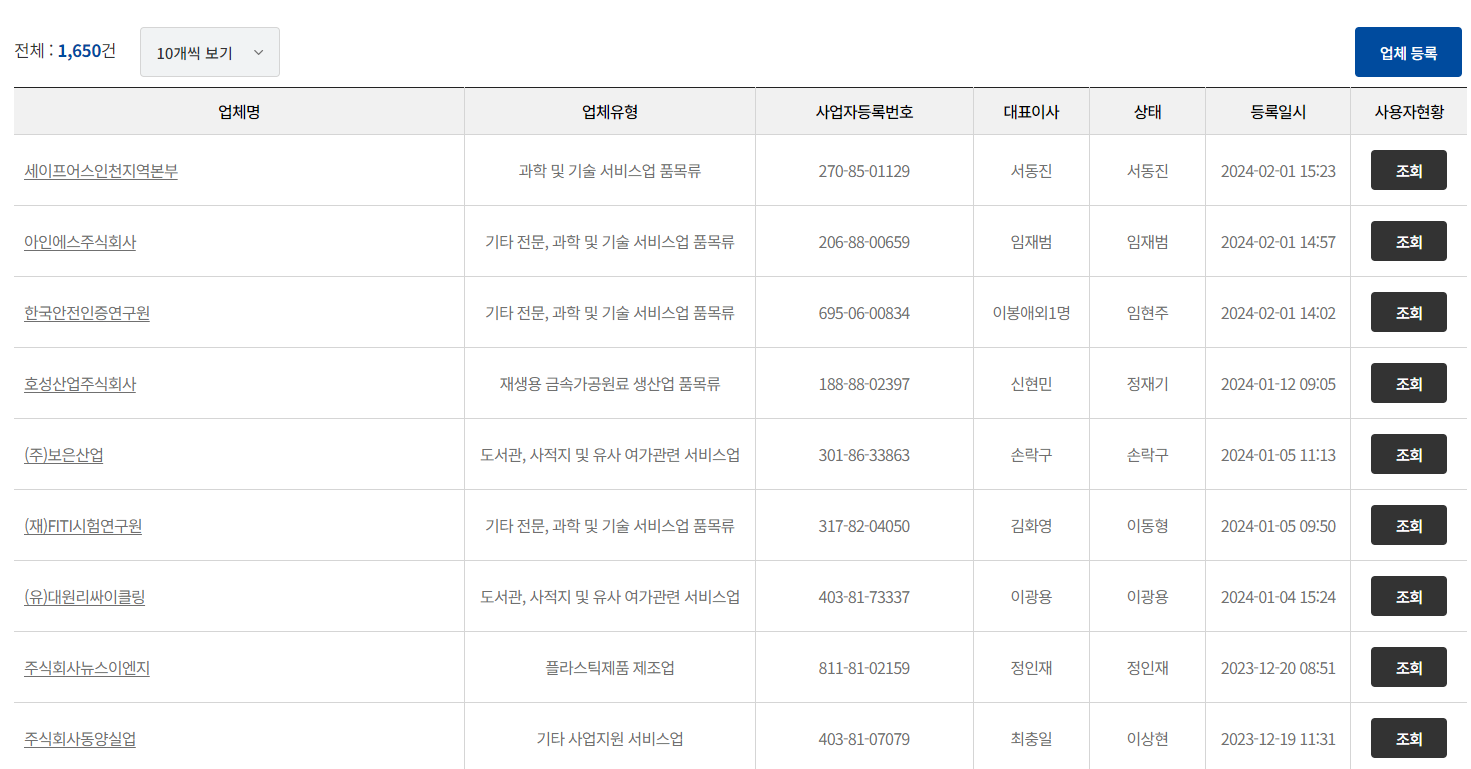 전체 : 1,650건 10개씩 보기 업체 등록
업체명 업체유형 사업자등록번호 대표이사 상태 등록일시 사용자현황
세이프어스인천지역본부 과학 및 기술 서비스업 품목류 270-85-01129 서동진 서동진 2024-02-01 15:23 조회
아인에스주식회사 기타 전문, 과학 및 기술 서비스업 품목류 206-88-00659 임재범 임재범 2024-02-01 14:57 조회
한국안전인증연구원 기타 전문, 과학 및 기술 서비스업 품목류 695-06-00834 이봉애외1명 임현주 2024-02-01 14:02 조회
호성산업주식회사 재생용 금속가공원료 생산업 품목류 188-88-02397 신현민 정재기 2024-01-12 09:05 조회
(주)보은산업 도서관, 사적지 및 유사 여가관련 서비스업 301-86-33863 손락구 손락구 2024-01-05 11:13 조회
(재)FITI시험연구원 기타 전문, 과학 및 기술 서비스업 품목류 317-82-04050 김화영 이동형 2024-01-05 09:50 조회
(유)대원리싸이클링 도서관, 사적지 및 유사 여가관련 서비스업 403-81-73337 이광용 이광용 2024-01-04 15:24 조회
주식회사뉴스이엔지 플라스틱제품 제조업 811-81-02159 정인재 정인재 2023-12-20 08:51 조회
주식회사동양실업 기타 사업지원 서비스업 403-81-07079 최충일 이상현 2023-12-19 11:31 조회